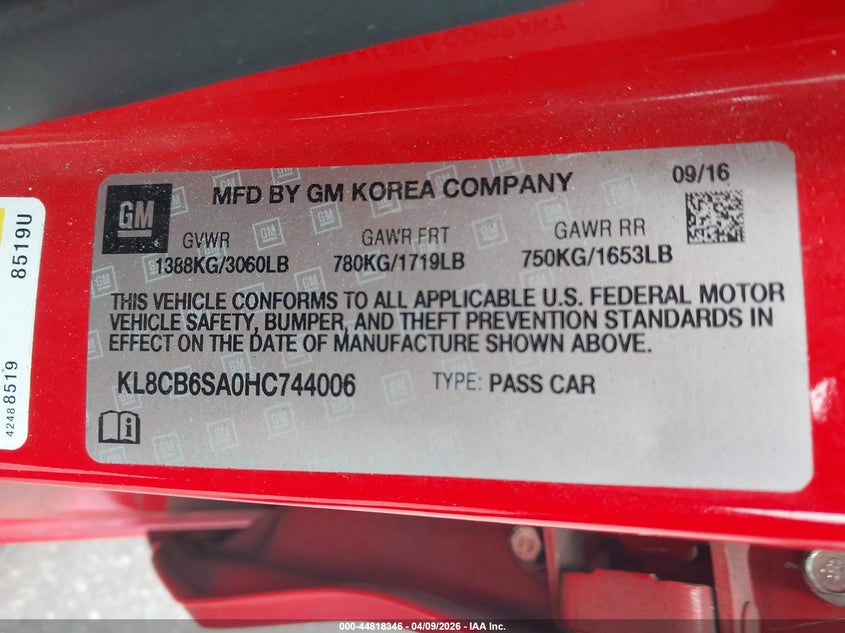 GM
MFD BY GM KOREA COMPANY
09/16
GVWR
GAWR FRT
GAWR RR
1388KG/3060LB
780KG/1719LB
750KG/1653LB
THIS VEHICLE CONFORMS TO ALL APPLICABLE U.S. FEDERAL MOTOR
VEHICLE SAFETY, BUMPER, AND THEFT PREVENTION STANDARDS IN
EFFECT ON THE DATE OF MANUFACTURE SHOWN ABOVE.
KL8CB6SA0HC744006
TYPE: PASS CAR
8519U
42488519
000-44818346 | 04/09/2026 | IAA Inc.